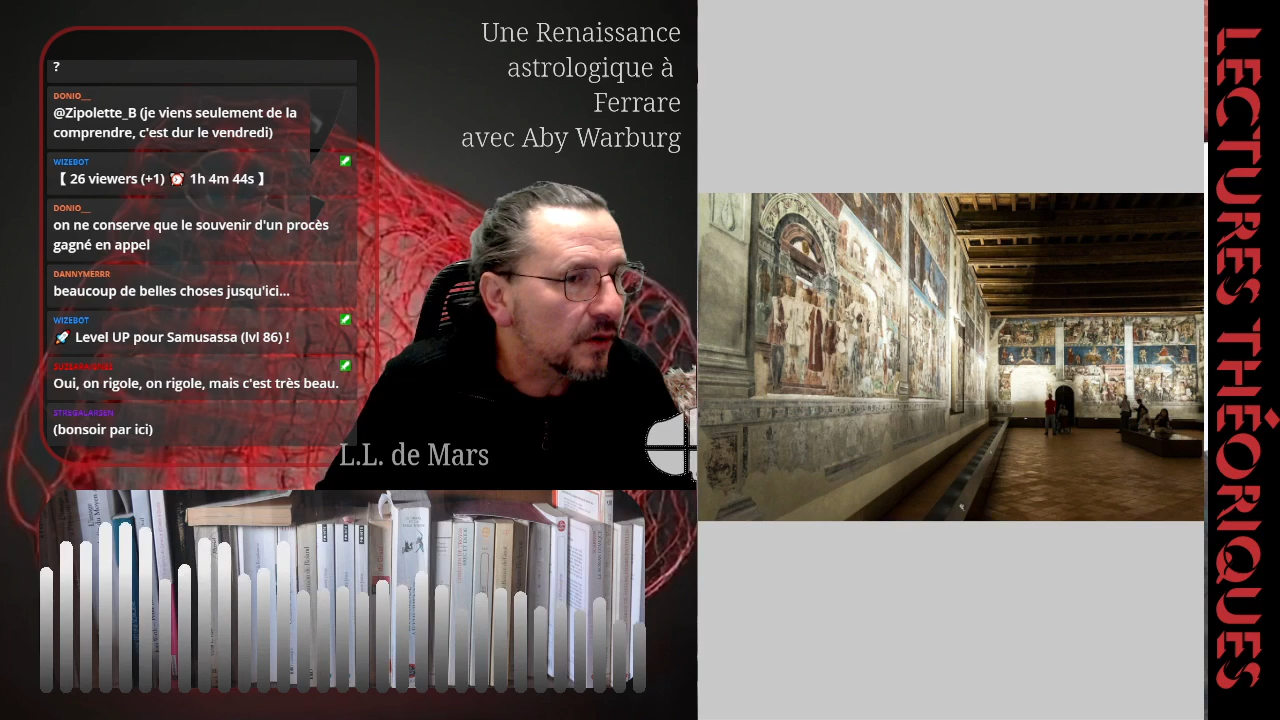 Une Renaissance
astrologique à
Ferrare
avec Aby Warburg
?
DONIO__
@Zipolette_B (je viens seulement de la
comprendre, c'est dur le vendredi)
WIZEBOT
【 26 viewers (+1) ⏰ 1h 4m 44s 】
DONIO__
on ne conserve que le souvenir d'un procès
gagné en appel
DANNYMERRR
beaucoup de belles choses jusqu'ici...
WIZEBOT
🚀 Level UP pour Samusassa (lvl 86) !
Oui, on rigole, on rigole, mais c'est très beau.
STREGALARSEN
(bonsoir par ici)
L.L. de Mars
LECTURES THÉORIQUES